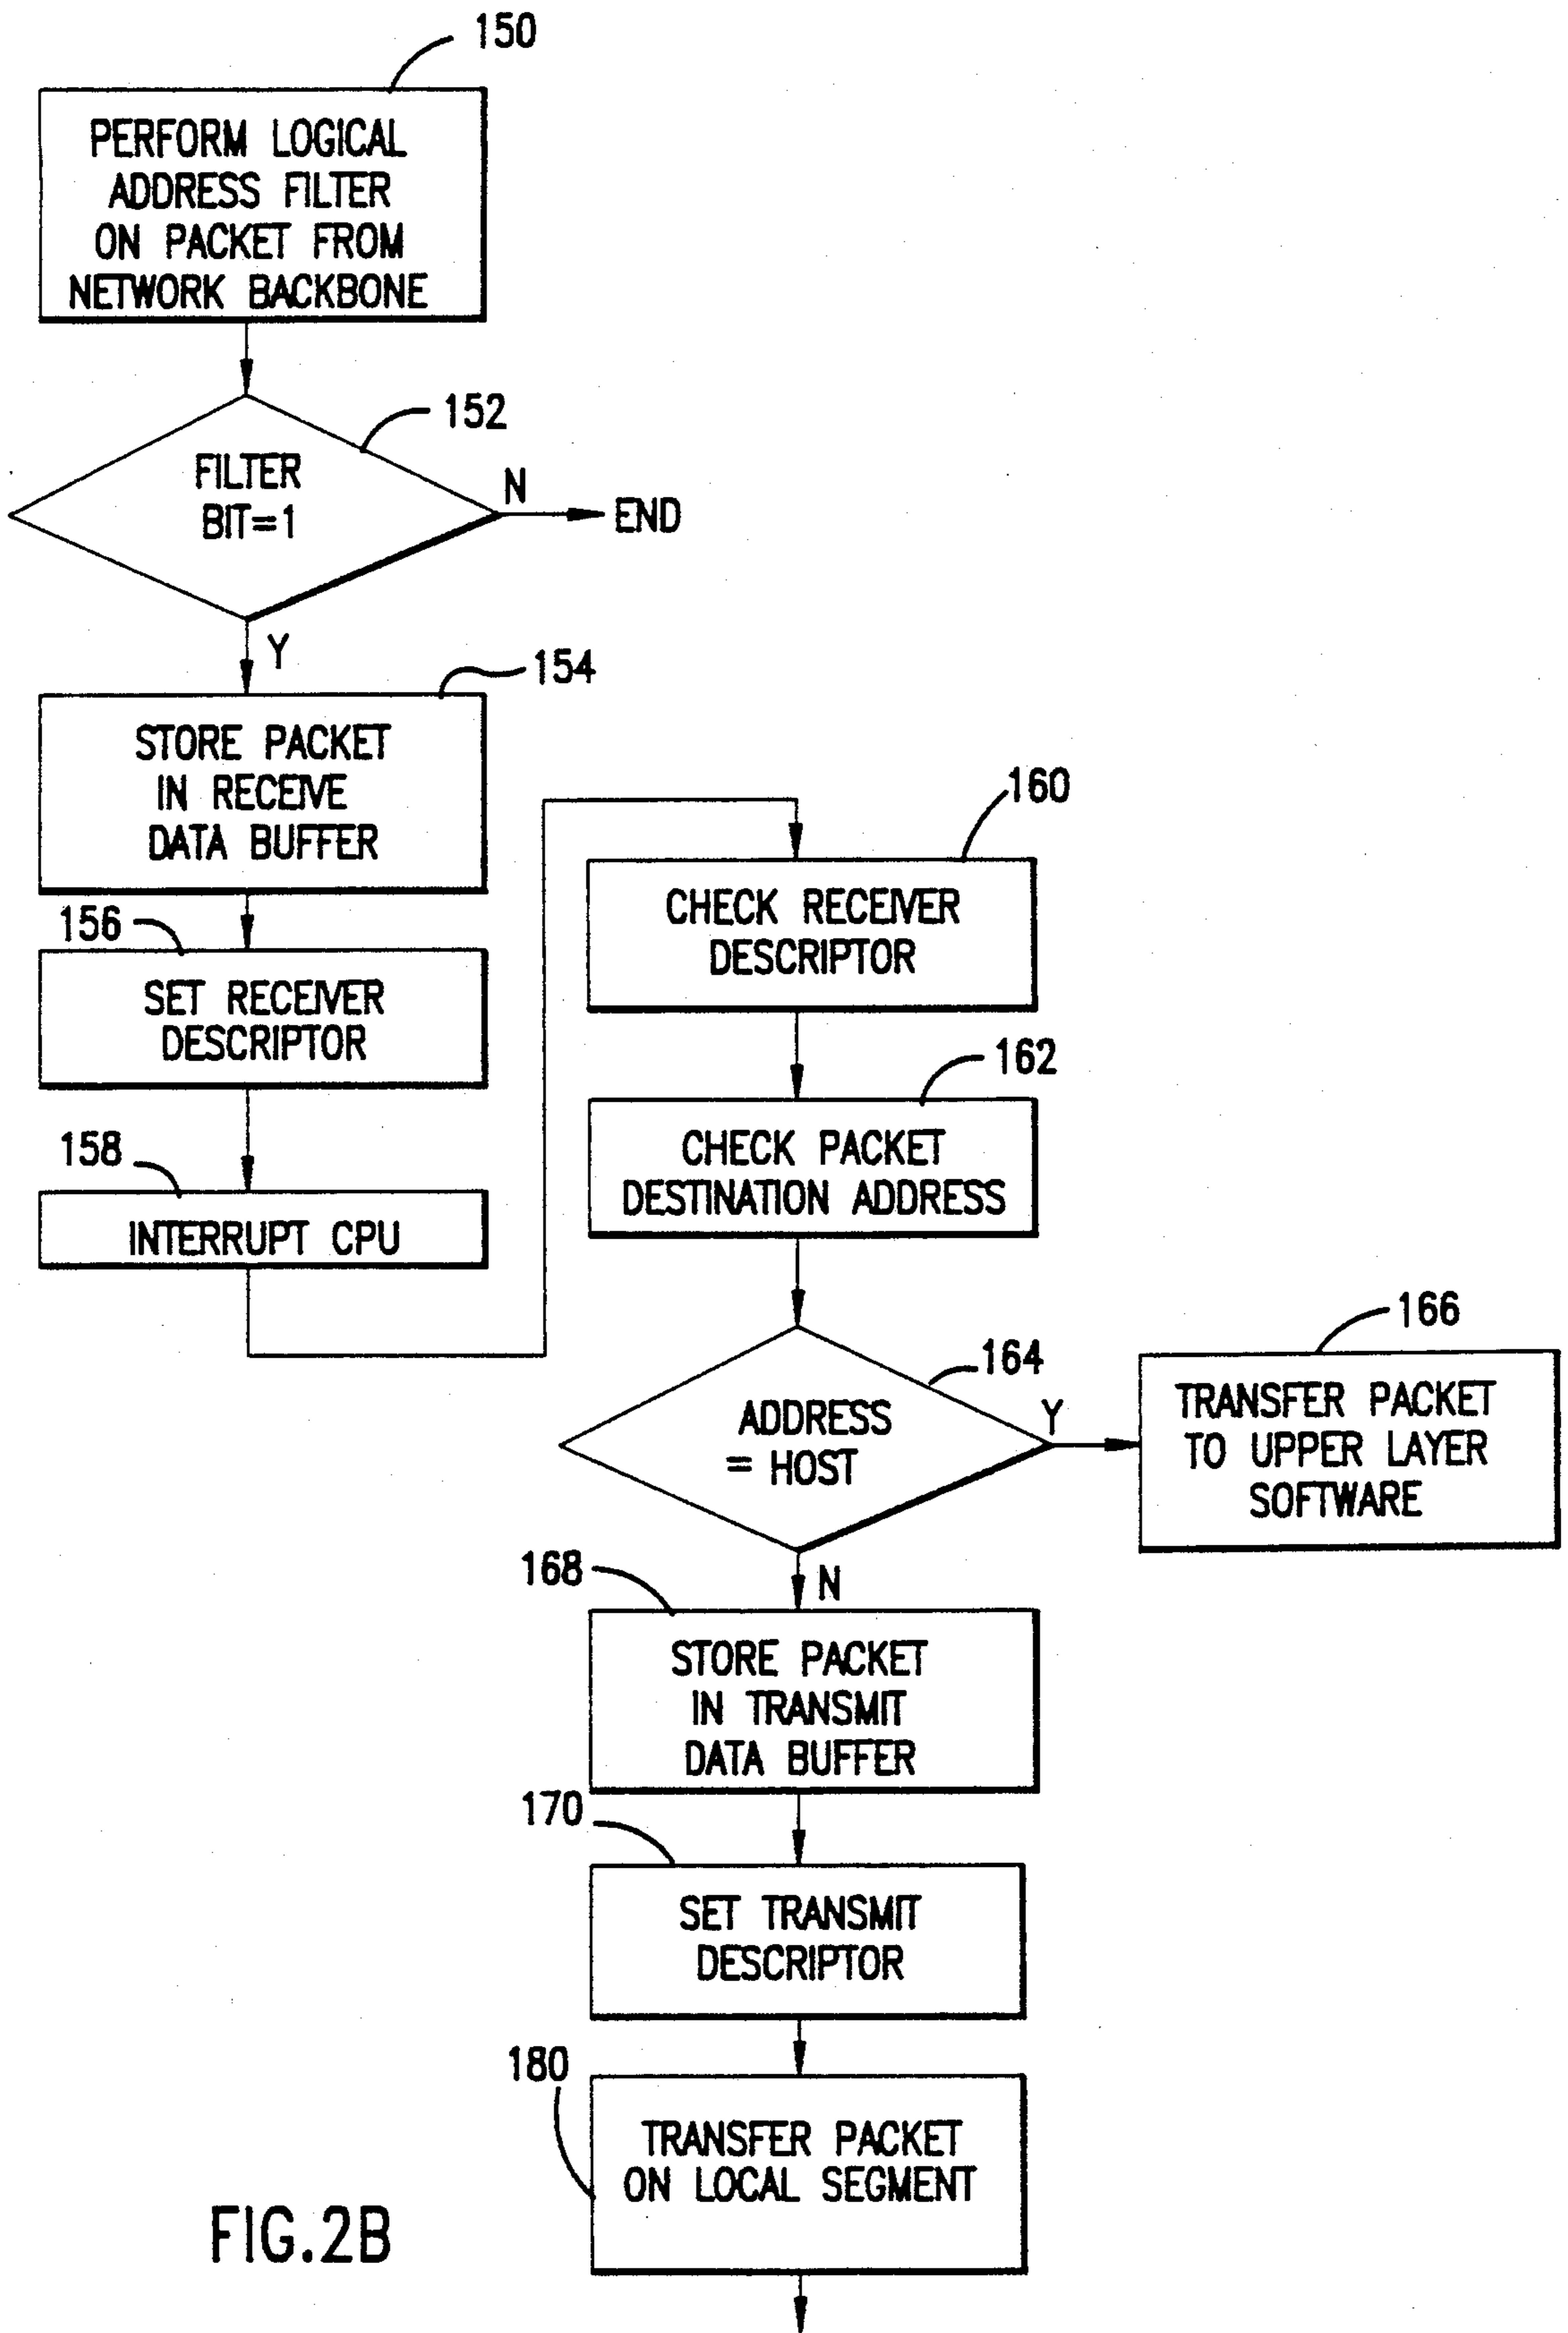 150
PERFORM LOGICAL
ADDRESS FILTER
ON PACKET FROM
NETWORK BACKBONE
152
FILTER
BIT=1
N
END
Y
154
STORE PACKET
IN RECEIVE
DATA BUFFER
156
SET RECEIVER
DESCRIPTOR
158
INTERRUPT CPU
160
CHECK RECEIVER
DESCRIPTOR
162
CHECK PACKET
DESTINATION ADDRESS
164
ADDRESS
= HOST
Y
166
TRANSFER PACKET
TO UPPER LAYER
SOFTWARE
N
168
STORE PACKET
IN TRANSMIT
DATA BUFFER
170
SET TRANSMIT
DESCRIPTOR
180
TRANSFER PACKET
ON LOCAL SEGMENT
FIG.2B